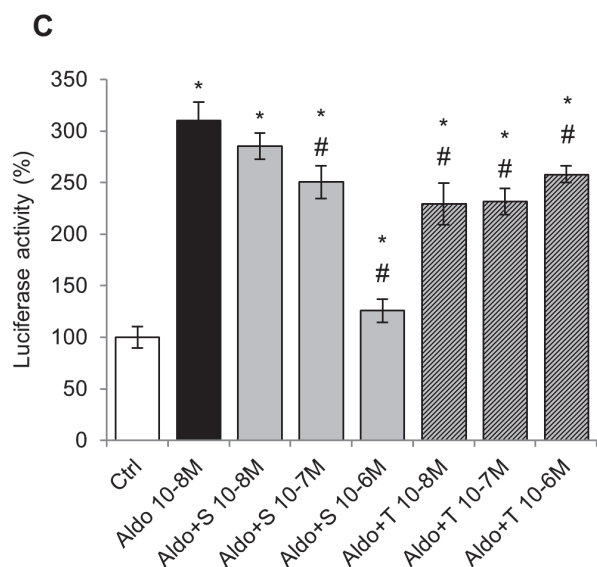 C
Luciferase activity (%)
350
300
250
200
150
100
50
0
*
*
*
#
*
#
*
#
*
#
*
#
Ctrl
Aldo 10-8M
Aldo+S 10-8M
Aldo+S 10-7M
Aldo+S 10-6M
Aldo+T 10-8M
Aldo+T 10-7M
Aldo+T 10-6M